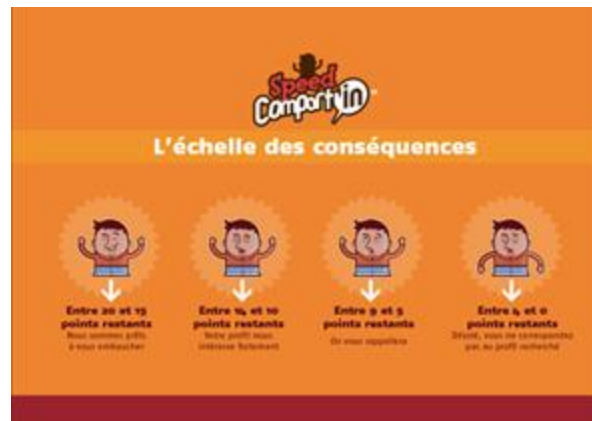 Speed
Comport'in
L'échelle des conséquences
Entre 20 et 15
points restants
Nous sommes prêts
à vous embaucher
Entre 14 et 10
points restants
Votre profil nous
intéresse fortement
Entre 9 et 5
points restants
On vous rappellera
Entre 4 et 0
points restants
Désolé, vous ne correspondez
pas au profil recherché